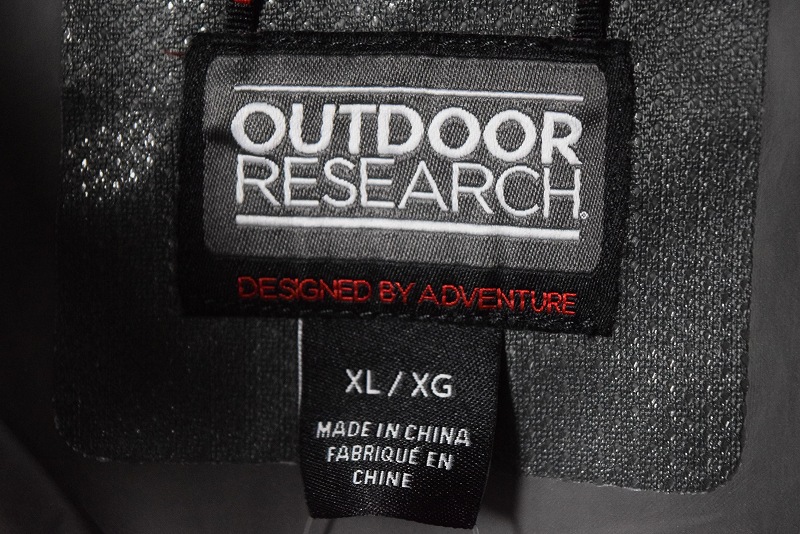 OUTDOOR
RESEARCH®
DESIGNED BY ADVENTURE
XL / XG
MADE IN CHINA
FABRIQUÉ EN
CHINE